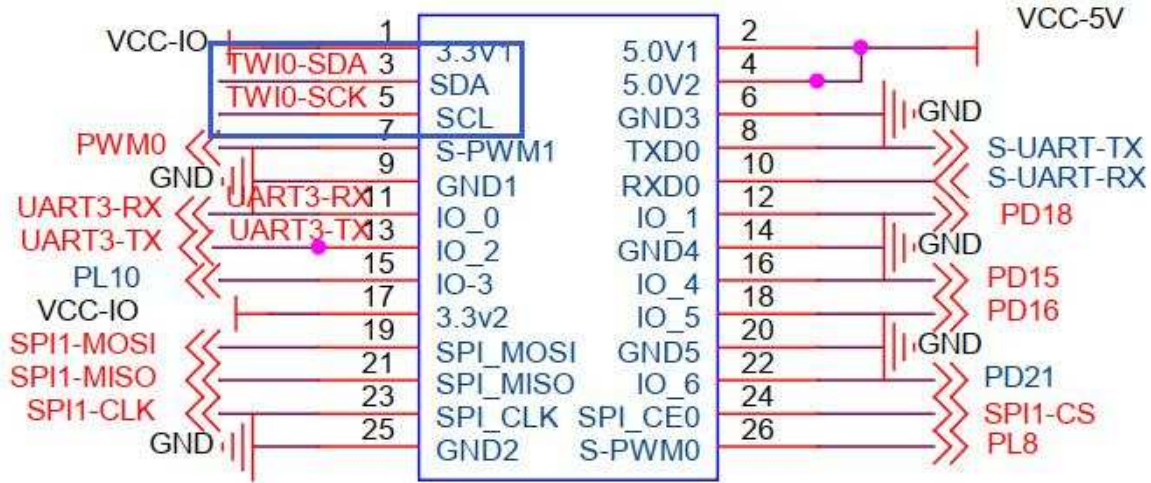 VCC-5V
VCC-IO 1 3.3V1 5.0V1 2
TWI0-SDA 3 SDA 5.0V2 4
TWI0-SCK 5 SCL GND3 6 GND
PWM0 7 S-PWM1 TXD0 8 S-UART-TX
GND 9 GND1 RXD0 10 S-UART-RX
UART3-RX UART3-RX 11 IO_0 IO_1 12 PD18
UART3-TX UART3-TX 13 IO_2 GND4 14 GND
PL10 15 IO-3 IO_4 16 PD15
VCC-IO 17 3.3v2 IO_5 18 PD16
SPI1-MOSI 19 SPI_MOSI GND5 20 GND
SPI1-MISO 21 SPI_MISO IO_6 22 PD21
SPI1-CLK 23 SPI_CLK SPI_CE0 24 SPI1-CS
GND 25 GND2 S-PWM0 26 PL8